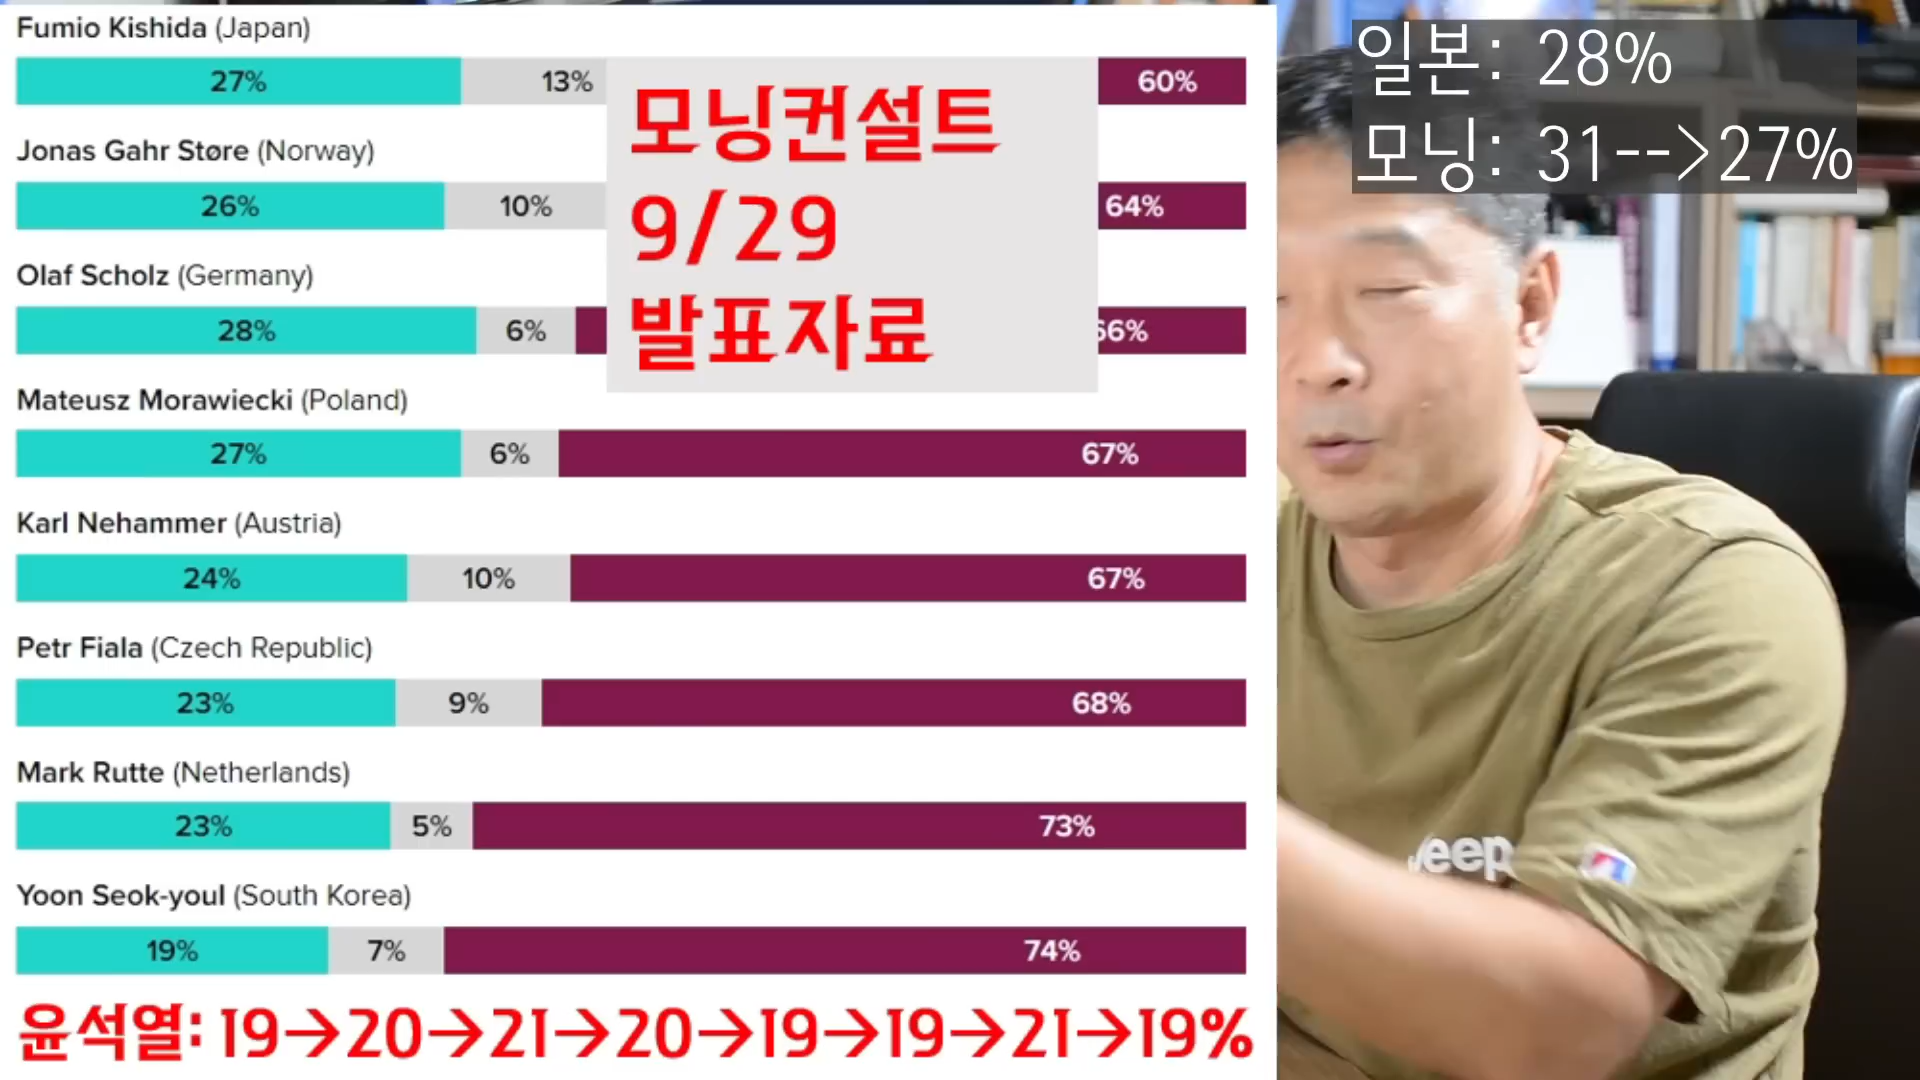 Fumio Kishida (Japan)
27% 13% 60%
Jonas Gahr Støre (Norway)
26% 10% 64%
Olaf Scholz (Germany)
28% 6% 66%
Mateusz Morawiecki (Poland)
27% 6% 67%
Karl Nehammer (Austria)
24% 10% 67%
Petr Fiala (Czech Republic)
23% 9% 68%
Mark Rutte (Netherlands)
23% 5% 73%
Yoon Seok-youl (South Korea)
19% 7% 74%
윤석열: 19→20→21→20→19→19→21→19%
모닝컨설트
9/29
발표자료
일본: 28%
모닝: 31-->27%
Jeep